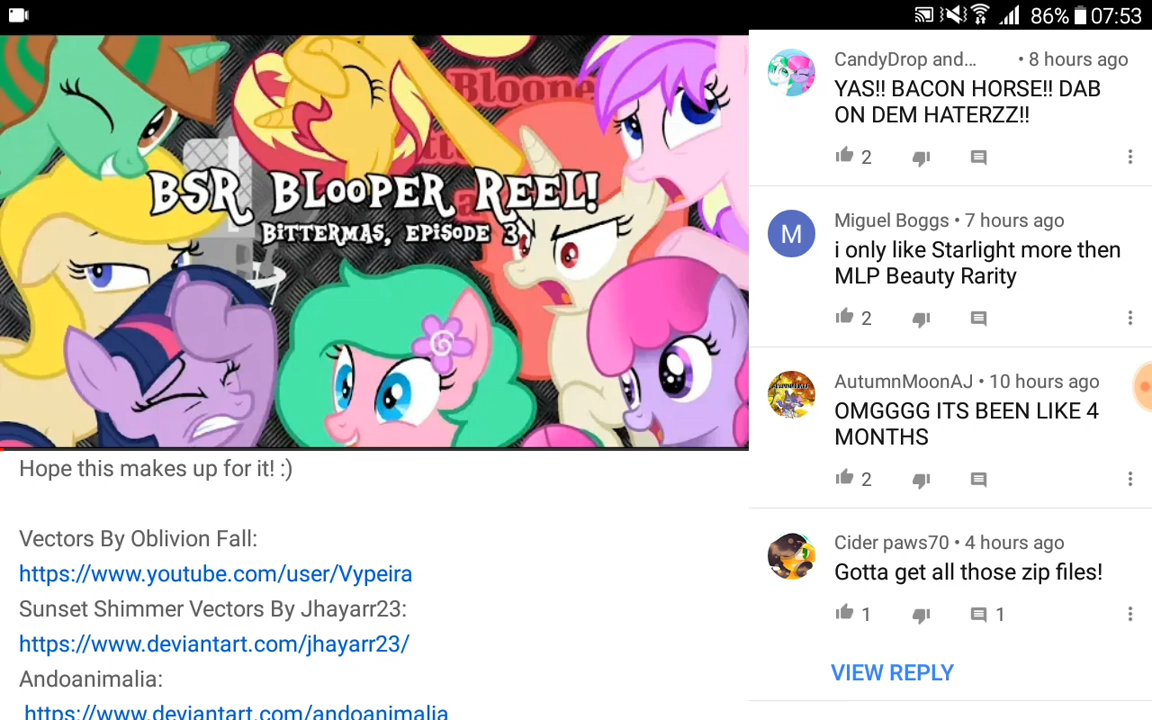 86% 07:53
Bloope
BSR BLOOPER REEL!
BITTERMAS, EPISODE 3
Hope this makes up for it! :)
Vectors By Oblivion Fall:
https://www.youtube.com/user/Vypeira
Sunset Shimmer Vectors By Jhayarr23:
https://www.deviantart.com/jhayarr23/
Andoanimalia:
https://www.deviantart.com/andoanimalia
CandyDrop and... • 8 hours ago
YAS!! BACON HORSE!! DAB
ON DEM HATERZZ!!
2
M
Miguel Boggs • 7 hours ago
i only like Starlight more then
MLP Beauty Rarity
2
AutumnMoonAJ • 10 hours ago
OMGGGG ITS BEEN LIKE 4
MONTHS
2
Cider paws70 • 4 hours ago
Gotta get all those zip files!
1 1
VIEW REPLY